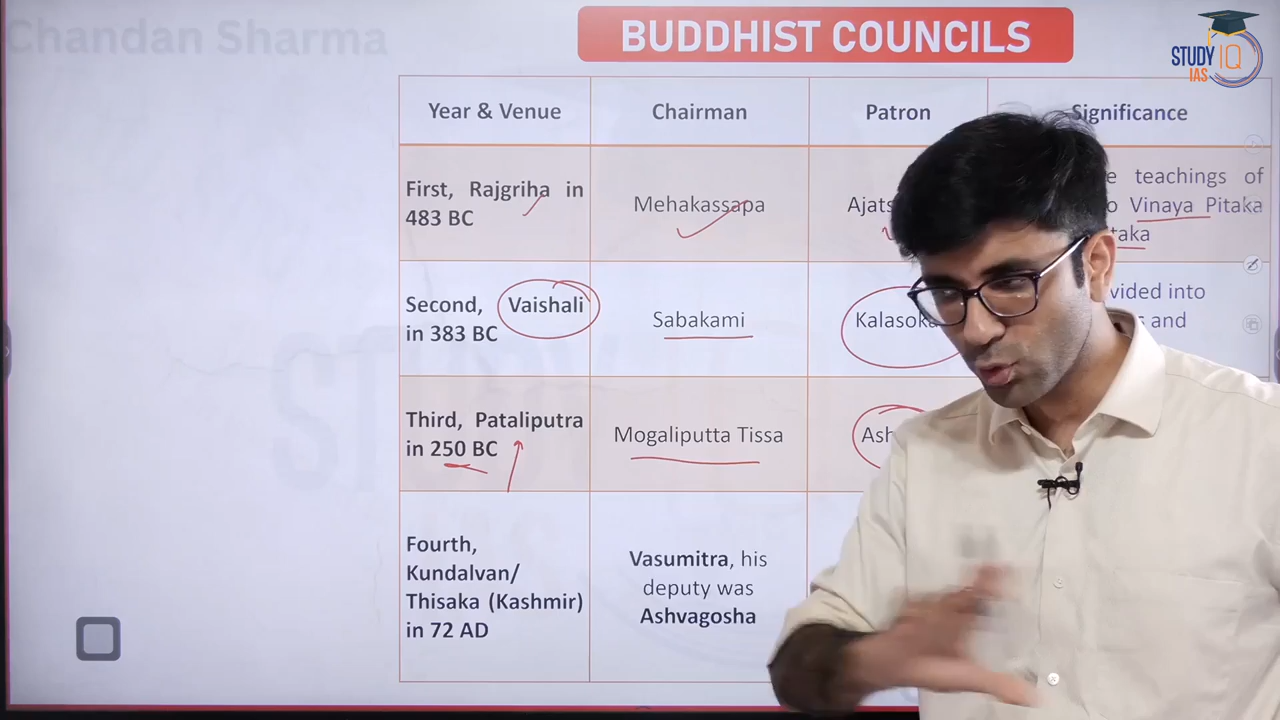 Chandan Sharma
BUDDHIST COUNCILS
STUDY IQ
IAS
Year & Venue
Chairman
Patron
Significance
First, Rajgriha in
483 BC
Mehakassapa
teachings of
Vinaya Pitaka
Second, Vaishali
in 383 BC
Sabakami
into
and
Third, Pataliputra
in 250 BC
Mogaliputta Tissa
Fourth,
Kundalvan/
Thisaka (Kashmir)
in 72 AD
Vasumitra, his
deputy was
Ashvagosha